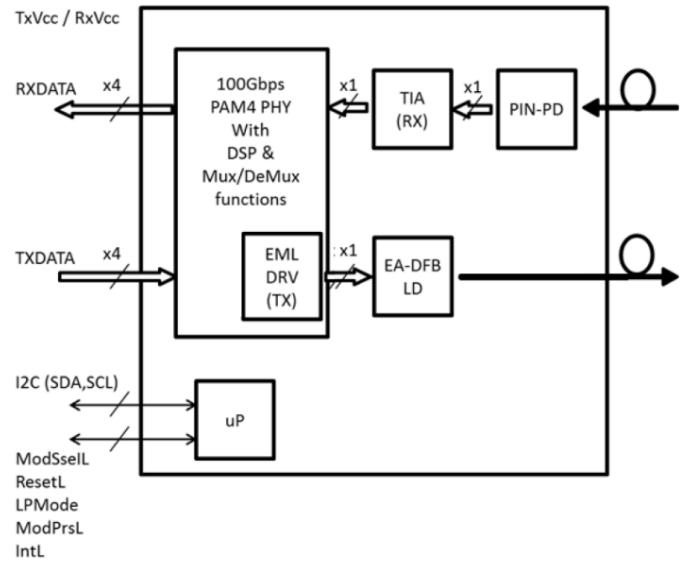 TxVcc / RxVcc
RXDATA
x4
100Gbps
PAM4 PHY
With
DSP &
Mux/DeMux
functions
x1
TIA
(RX)
x1
PIN-PD
TXDATA
x4
EML
DRV
(TX)
: x1
EA-DFB
LD
I2C (SDA,SCL)
uP
ModSselL
ResetL
LPMode
ModPrsL
IntL